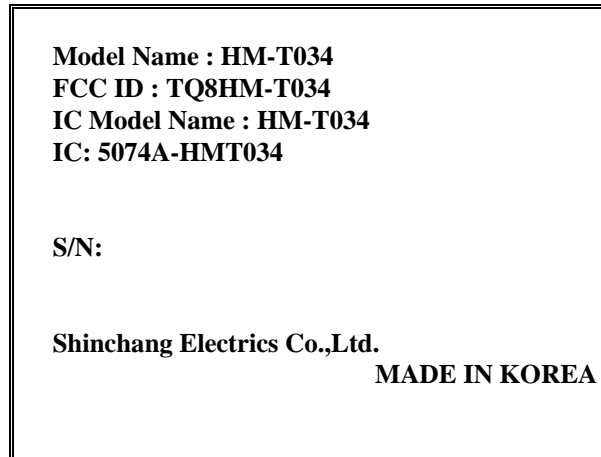 Model Name : HM-T034
FCC ID : TQ8HM-T034
IC Model Name : HM-T034
IC: 5074A-HMT034
S/N:
Shinchang Electrics Co.,Ltd.
MADE IN KOREA